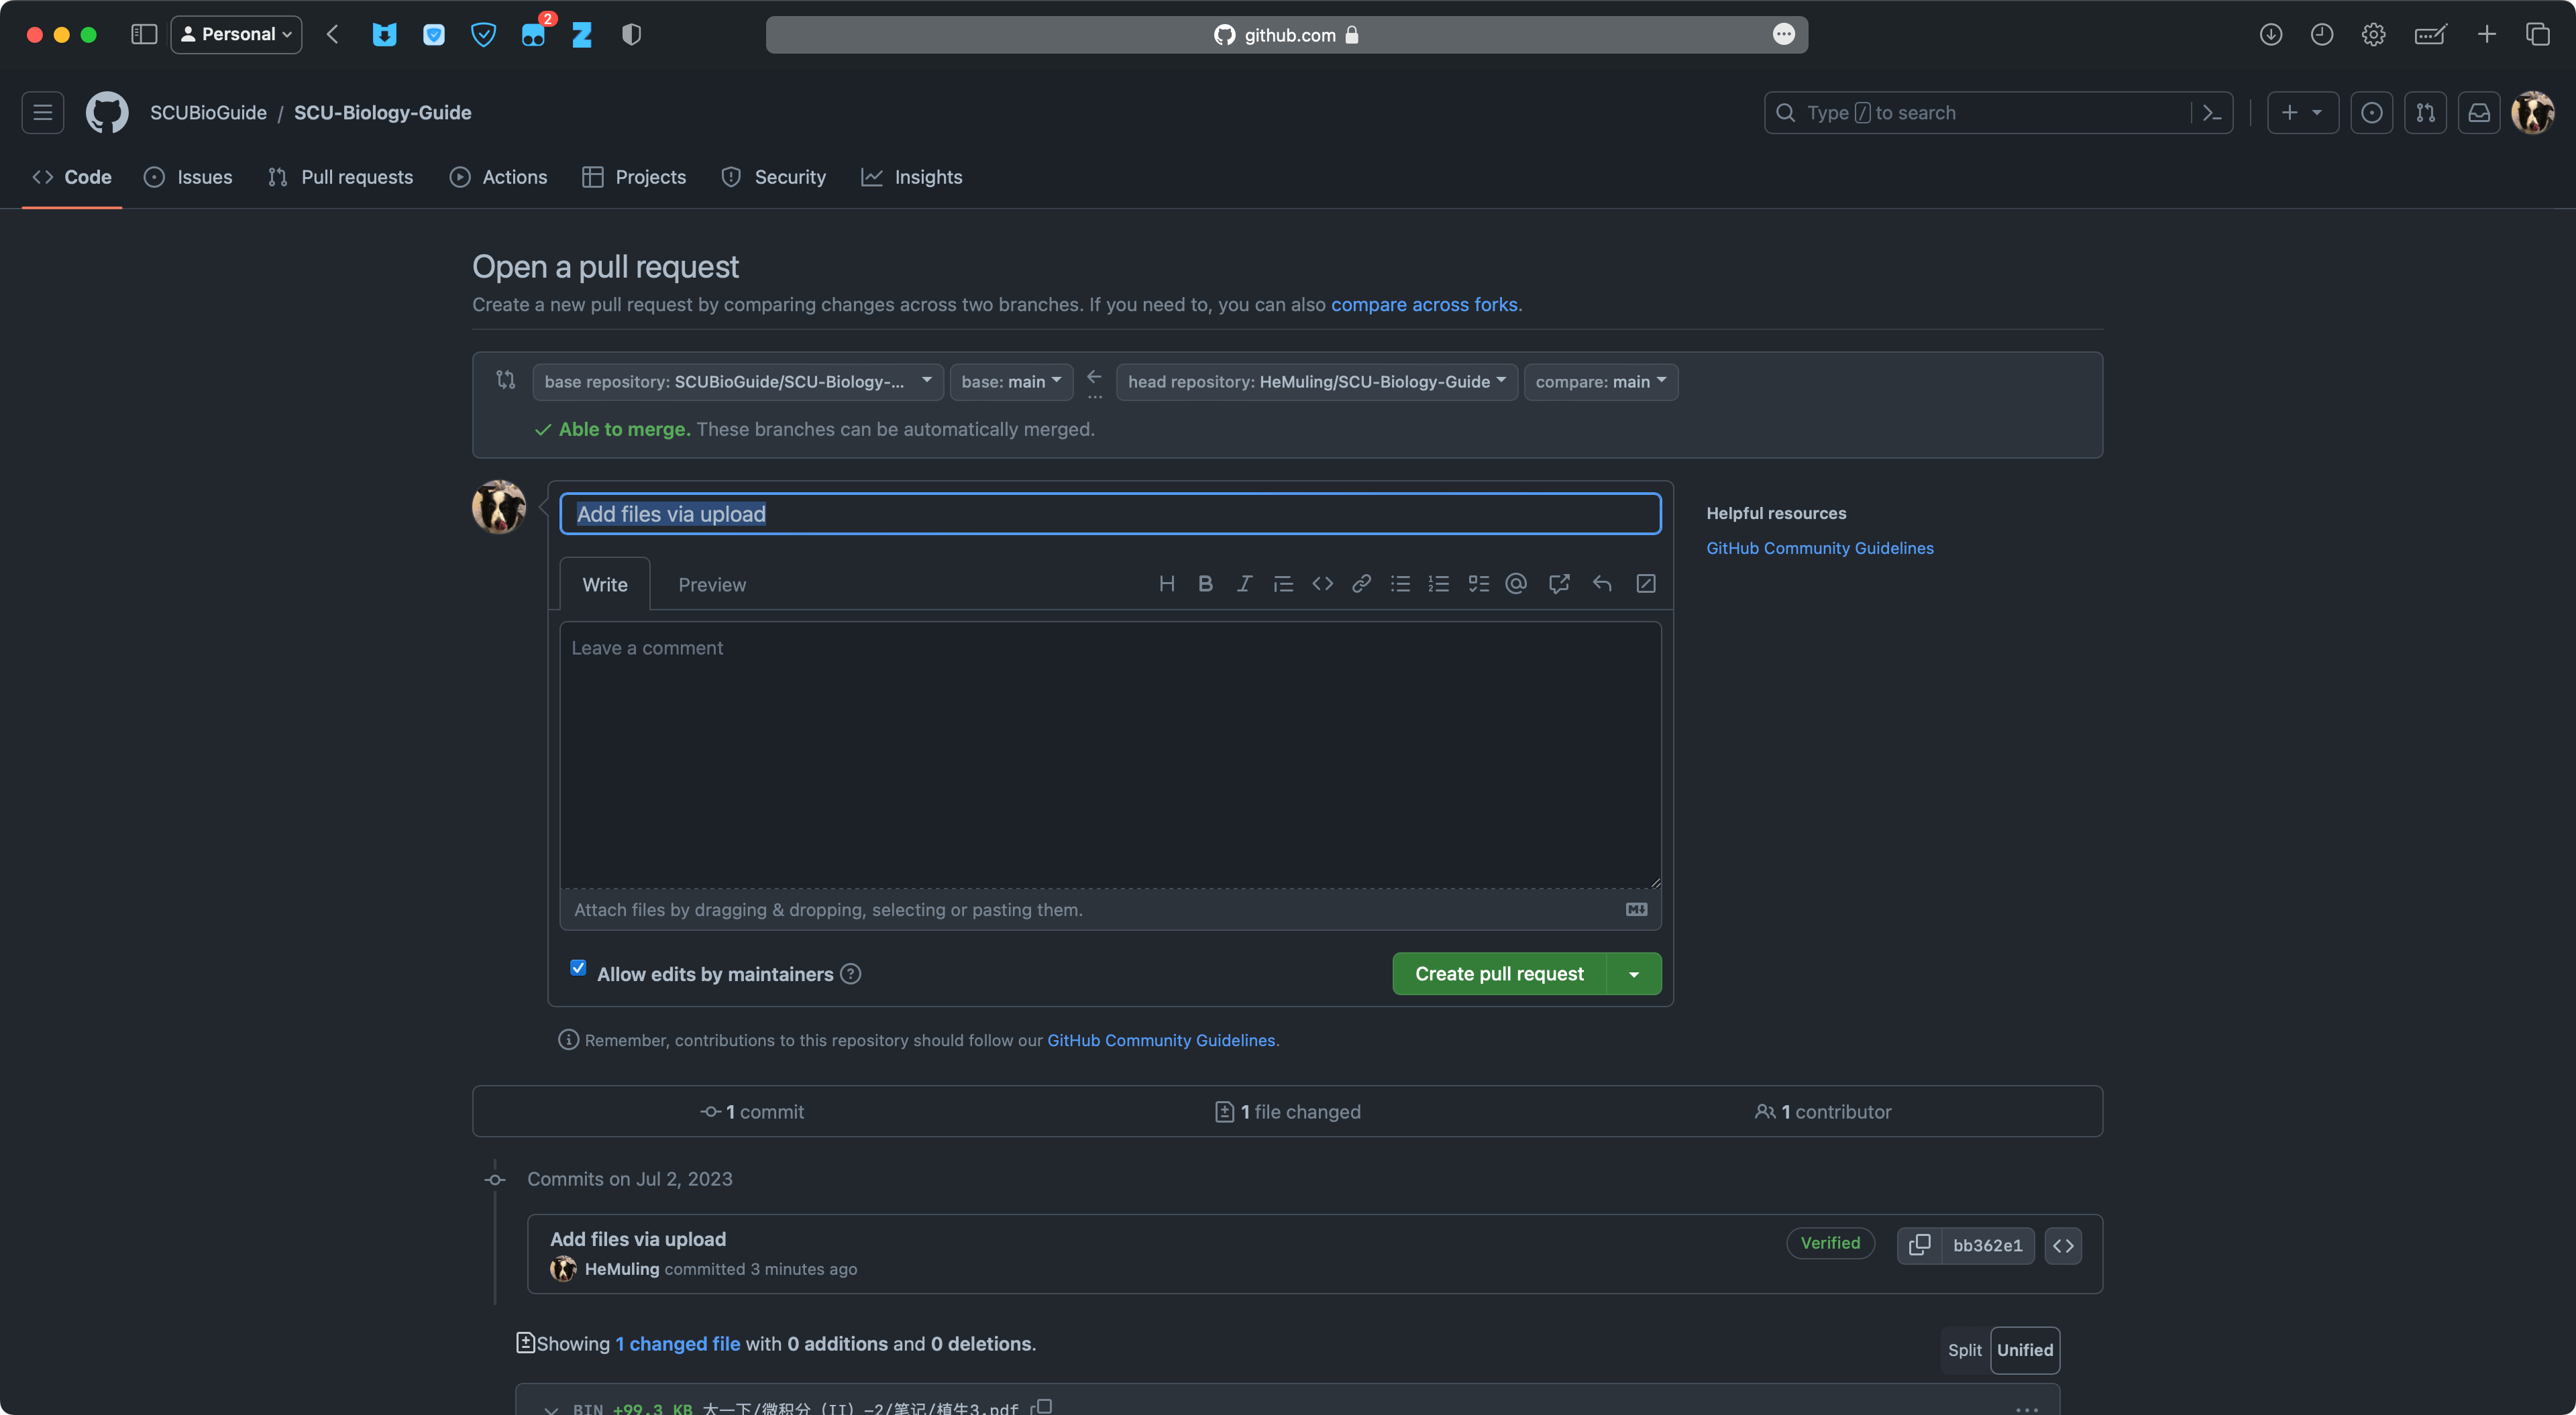 Personal
2
github.com
SCUBioGuide / SCU-Biology-Guide
Type / to search
Code
Issues
Pull requests
Actions
Projects
Security
Insights
Open a pull request
Create a new pull request by comparing changes across two branches. If you need to, you can also compare across forks.
base repository: SCUBioGuide/SCU-Biology-... base: main head repository: HeMuling/SCU-Biology-Guide compare: main
Able to merge. These branches can be automatically merged.
Add files via upload
Helpful resources
GitHub Community Guidelines
Write Preview
Leave a comment
Attach files by dragging & dropping, selecting or pasting them.
Allow edits by maintainers
Create pull request
Remember, contributions to this repository should follow our GitHub Community Guidelines.
1 commit
1 file changed
1 contributor
Commits on Jul 2, 2023
Add files via upload
HeMuling committed 3 minutes ago
Verified
bb362e1
Showing 1 changed file with 0 additions and 0 deletions.
Split Unified
BIN +99.3 KB 大一下/微积分 (II) -2/笔记/植生3.pdf